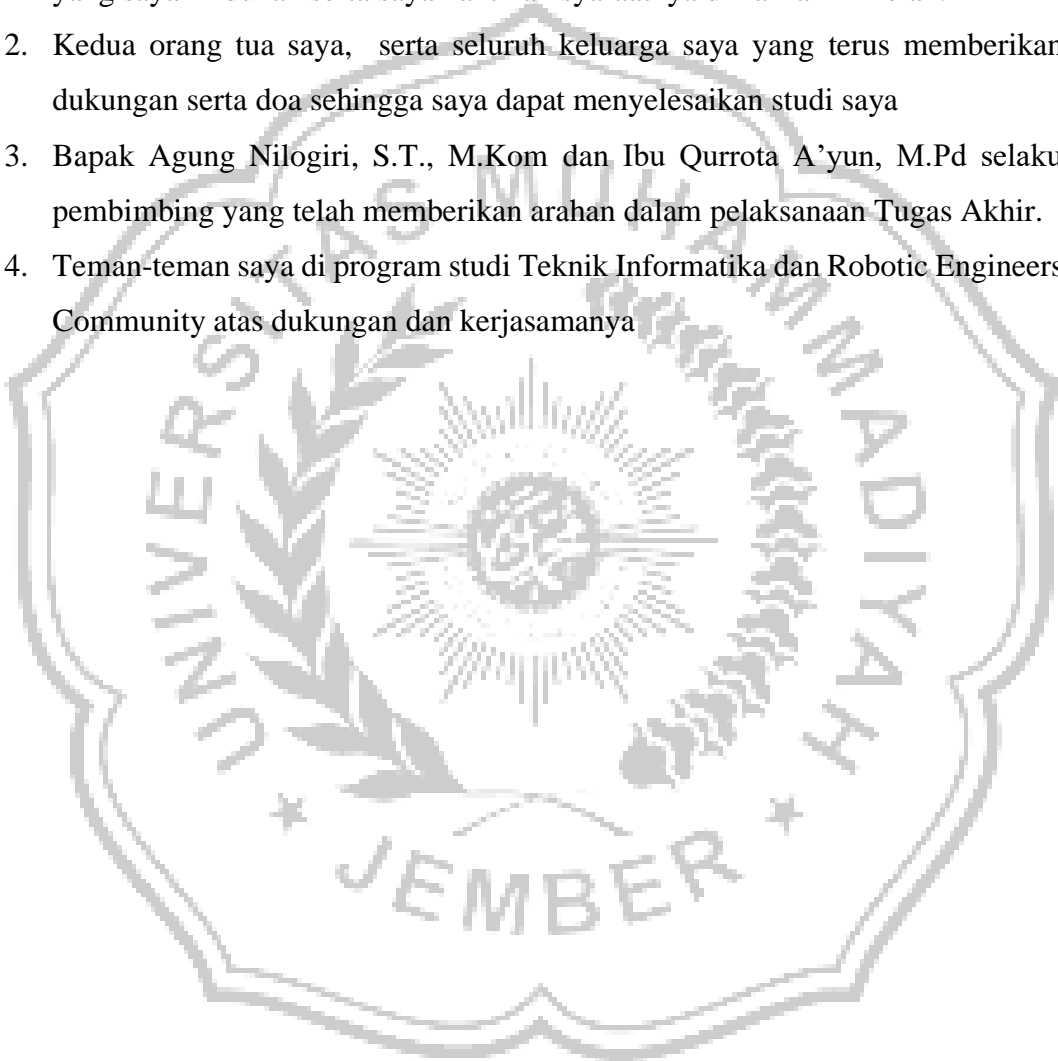 2. Kedua orang tua saya, serta seluruh keluarga saya yang terus memberikan
dukungan serta doa sehingga saya dapat menyelesaikan studi saya
3. Bapak Agung Nilogiri, S.T., M.Kom dan Ibu Qurrota A’yun, M.Pd selaku
pembimbing yang telah memberikan arahan dalam pelaksanaan Tugas Akhir.
4. Teman-teman saya di program studi Teknik Informatika dan Robotic Engineers
Community atas dukungan dan kerjasamanya
UNIVERSITAS MUHAMMADIYAH
JEMBER